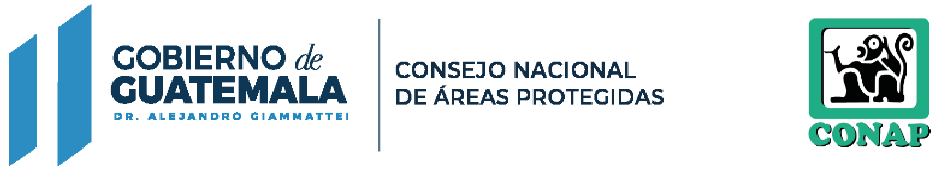 GOBIERNO de
GUATEMALA
DR. ALEJANDRO GIAMMATTEI
CONSEJO NACIONAL
DE ÁREAS PROTEGIDAS
CONAP